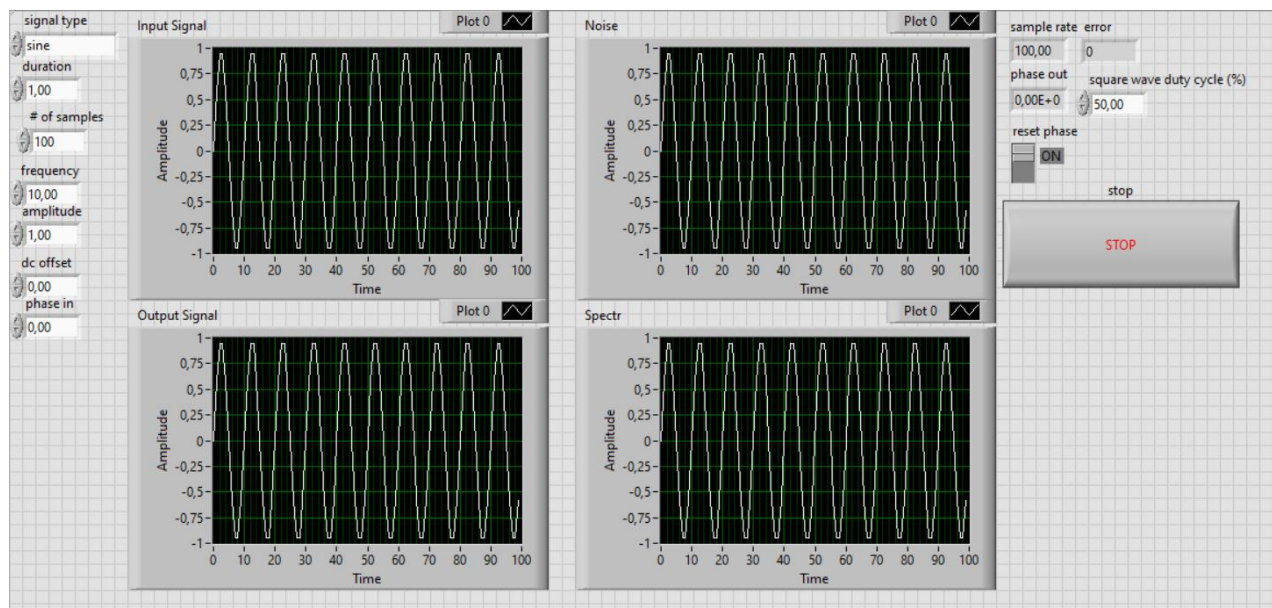 signal type
sine
duration
1,00
# of samples
100
frequency
10,00
amplitude
1,00
dc offset
0,00
phase in
0,00
Input Signal
Plot 0
1
0,75
0,5
0,25
0
-0,25
-0,5
-0,75
-1
Amplitude
0 10 20 30 40 50 60 70 80 90 100
Time
Noise
Plot 0
1
0,75
0,5
0,25
0
-0,25
-0,5
-0,75
-1
Amplitude
0 10 20 30 40 50 60 70 80 90 100
Time
Output Signal
Plot 0
1
0,75
0,5
0,25
0
-0,25
-0,5
-0,75
-1
Amplitude
0 10 20 30 40 50 60 70 80 90 100
Time
Spectr
Plot 0
1
0,75
0,5
0,25
0
-0,25
-0,5
-0,75
-1
Amplitude
0 10 20 30 40 50 60 70 80 90 100
Time
sample rate error
100,00 0
phase out square wave duty cycle (%)
0,00E+0 50,00
reset phase
ON
stop
STOP